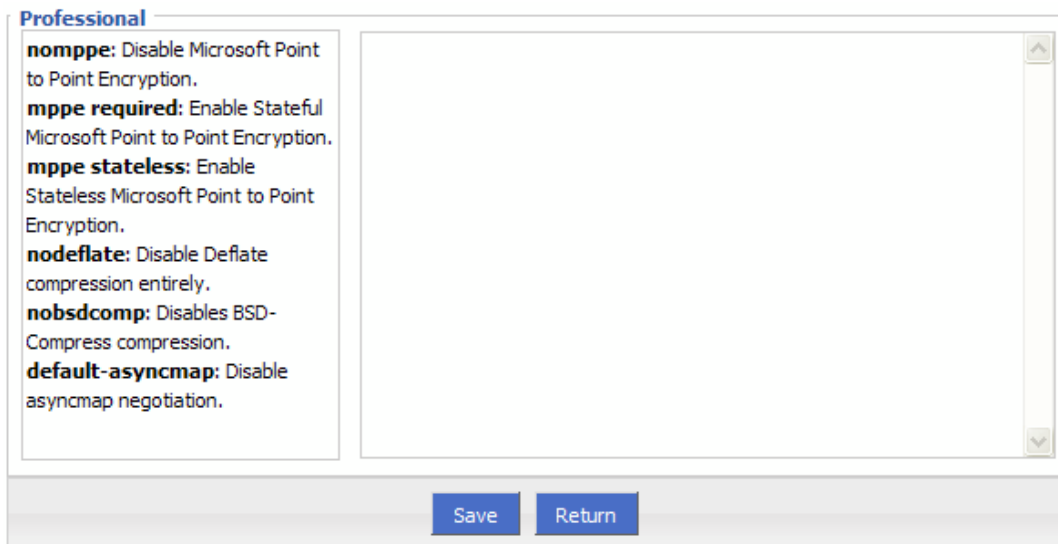 Professional
nomppe: Disable Microsoft Point
to Point Encryption.
mppe required: Enable Stateful
Microsoft Point to Point Encryption.
mppe stateless: Enable
Stateless Microsoft Point to Point
Encryption.
nodeflate: Disable Deflate
compression entirely.
nobsdcomp: Disables BSD-
Compress compression.
default-asyncmap: Disable
asyncmap negotiation.
Save Return